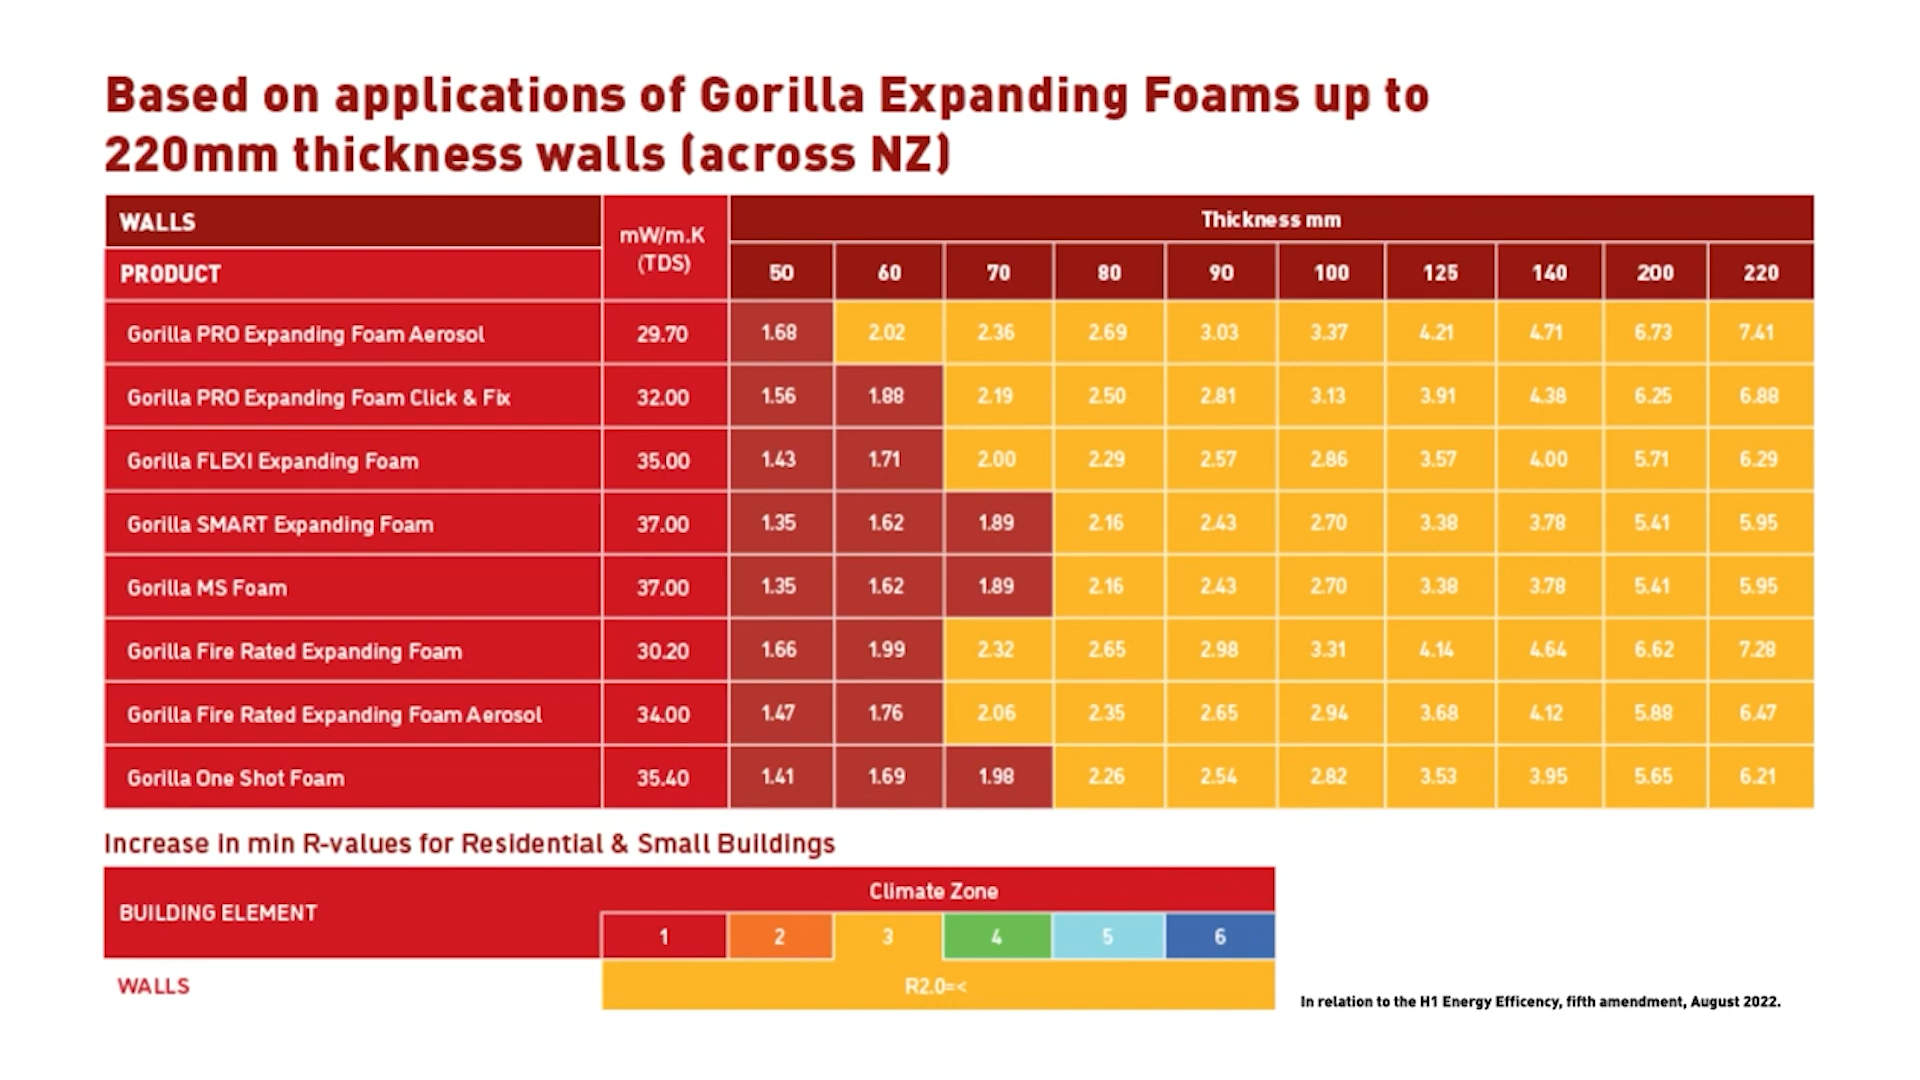 Based on applications of Gorilla Expanding Foams up to
220mm thickness walls (across NZ)
WALLS mW/m.K (TDS) Thickness mm
PRODUCT 50 60 70 80 90 100 125 140 200 220
Gorilla PRO Expanding Foam Aerosol 29.70 1.68 2.02 2.36 2.69 3.03 3.37 4.21 4.71 6.73 7.41
Gorilla PRO Expanding Foam Click & Fix 32.00 1.56 1.88 2.19 2.50 2.81 3.13 3.91 4.38 6.25 6.88
Gorilla FLEXI Expanding Foam 35.00 1.43 1.71 2.00 2.29 2.57 2.86 3.57 4.00 5.71 6.29
Gorilla SMART Expanding Foam 37.00 1.35 1.62 1.89 2.16 2.43 2.70 3.38 3.78 5.41 5.95
Gorilla MS Foam 37.00 1.35 1.62 1.89 2.16 2.43 2.70 3.38 3.78 5.41 5.95
Gorilla Fire Rated Expanding Foam 30.20 1.66 1.99 2.32 2.65 2.98 3.31 4.14 4.64 6.62 7.28
Gorilla Fire Rated Expanding Foam Aerosol 34.00 1.47 1.76 2.06 2.35 2.65 2.94 3.68 4.12 5.88 6.47
Gorilla One Shot Foam 35.40 1.41 1.69 1.98 2.26 2.54 2.82 3.53 3.95 5.65 6.21
Increase in min R-values for Residential & Small Buildings
BUILDING ELEMENT Climate Zone
1 2 3 4 5 6
WALLS R2.0=<
In relation to the H1 Energy Efficency, fifth amendment, August 2022.